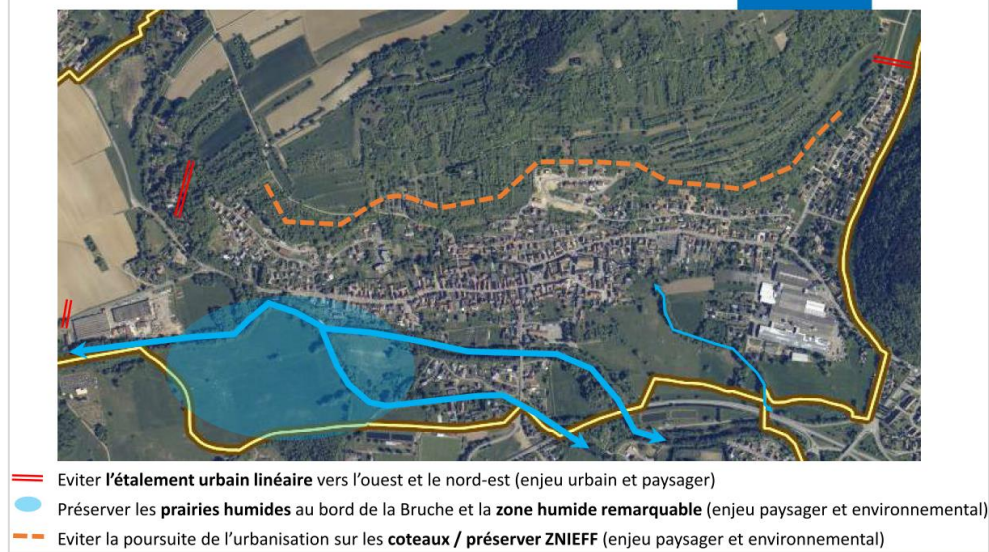 Eviter l'étalement urbain linéaire vers l'ouest et le nord-est (enjeu urbain et paysager)
Préserver les prairies humides au bord de la Bruche et la zone humide remarquable (enjeu paysager et environnemental)
Eviter la poursuite de l'urbanisation sur les coteaux / préserver ZNIEFF (enjeu paysager et environnemental)